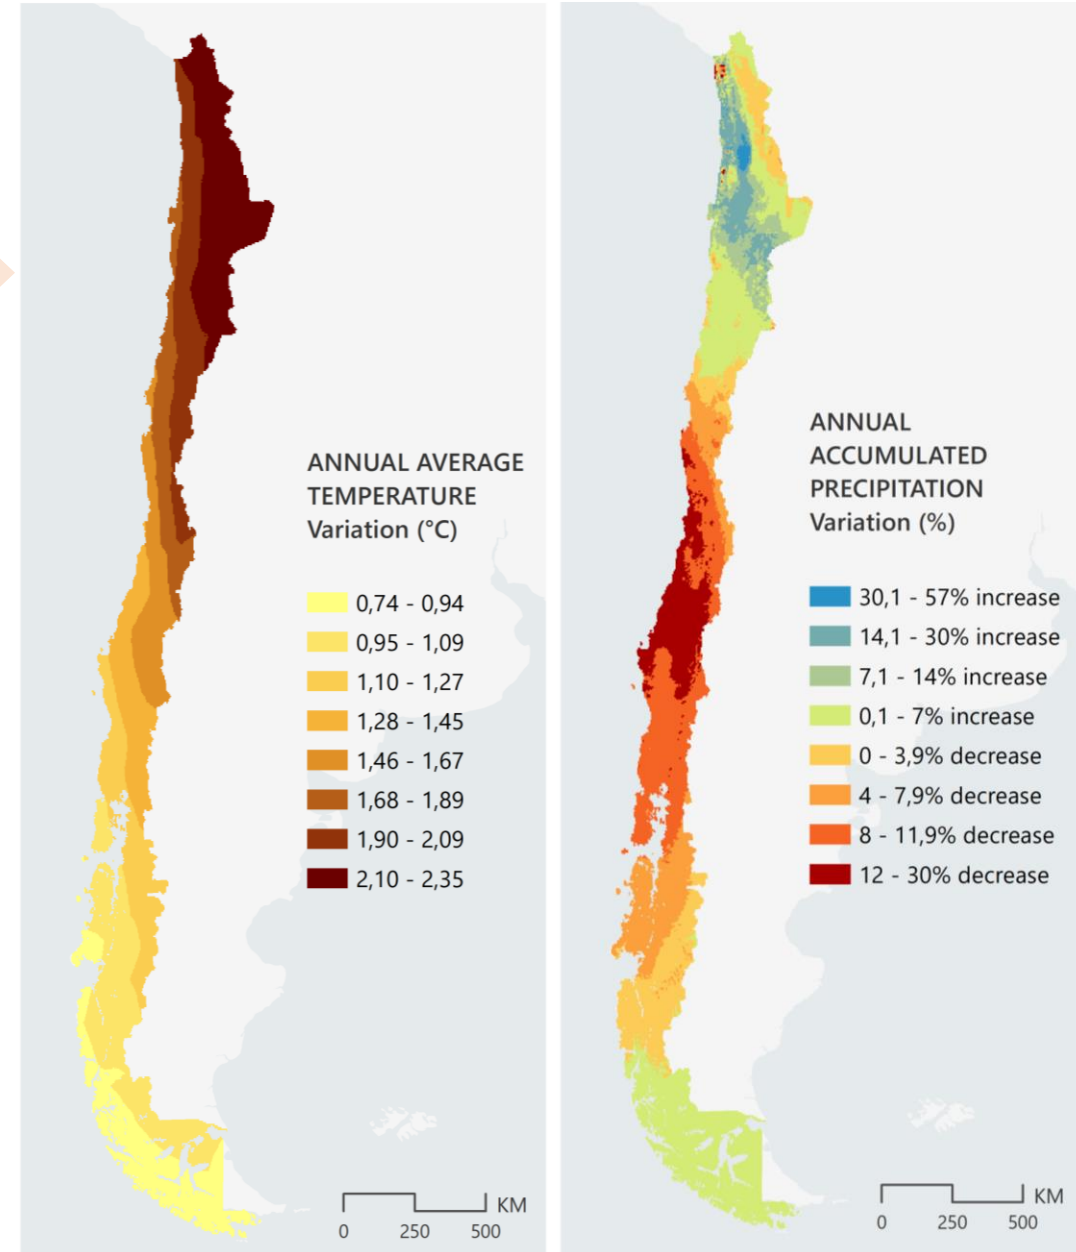 ANNUAL AVERAGE
TEMPERATURE
Variation (°C)
0,74 - 0,94
0,95 - 1,09
1,10 - 1,27
1,28 - 1,45
1,46 - 1,67
1,68 - 1,89
1,90 - 2,09
2,10 - 2,35
KM
0 250 500
ANNUAL
ACCUMULATED
PRECIPITATION
Variation (%)
30,1 - 57% increase
14,1 - 30% increase
7,1 - 14% increase
0,1 - 7% increase
0 - 3,9% decrease
4 - 7,9% decrease
8 - 11,9% decrease
12 - 30% decrease
KM
0 250 500